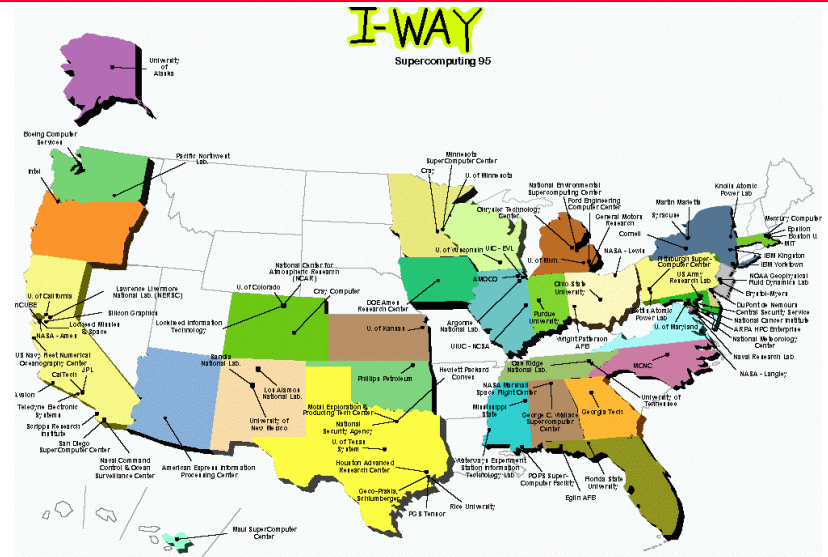 I-WAY
Supercomputing 95
University
of
Alaska
Boeing Computer
Services
Pacific Northwest
Lab.
Intel
Minnesota
SuperComputer Center
Cray
U. of Minnesota
National Environmental
Supercomputing Center
Chrysler Technology
Center
Ford Engineering
Computer Center
General Motors
Research
Cornell
Martin Marietta
Syracuse
Knolls Atomic
Power Lab
Mercury Computer
Epsilon
Boston U.
MIT
IBM Kingston
IBM Yorktown
NOAA Geophysical
Fluid Dynamics Lab
Bristol-Myers
DuPont de Nemours
Central Security Service
National Cancer Institute
ARPA HPC Enterprise
National Meteorology
Center
Naval Research Lab
NASA - Langley
NASA - Lewis
Pittsburgh Super-
Computer Center
US Army
Research Lab
U. of Wisconsin
UIC - EVL
U. of Mich.
AMOCO
Ohio State
University
Purdue
University
Argonne
National Lab.
UIUC - NCSA
Wright Patterson
AFB
Bettis Atomic
Power Lab
U. of Maryland
National Center for
Atmospheric Research
(NCAR)
U. of Colorado
Cray Computer
DOE Ames
Research Center
U. of Kansas
U. of California
nCUBE
Lawrence Livermore
National Lab. (NERSC)
Silicon Graphics
Lockheed Missile
& Space
Lockheed Information
Technology
NASA - Ames
US Navy Fleet Numerical
Oceanography Center
CalTech
JPL
Avalon
Teledyne Electronic
Systems
Scripps Research
Institute
San Diego
SuperComputer Center
Naval Command
Control & Ocean
Surveillance Center
American Express Information
Processing Center
Sandia
National Lab.
Los Alamos
National Lab.
University of
New Mexico
Phillips Petroleum
Hewlett Packard
Convex
Mobil Exploration &
Producing Tech Center
National
Security Agency
U. of Texas
System
Houston Advanced
Research Center
Geco-Prakla,
Schlumberger
PGS Tensor
Rice University
Oak Ridge
National Lab
University of
Tennessee
MCNC
NASA Marshall
Space Flight Center
Mississippi
State
George C. Wallace
Supercomputer
Center
Georgia Tech
Waterways Experiment
Station Information
Technology Lab
POPS Super-
Computer Facility
Florida State
University
Eglin AFB
Maui SuperComputer
Center